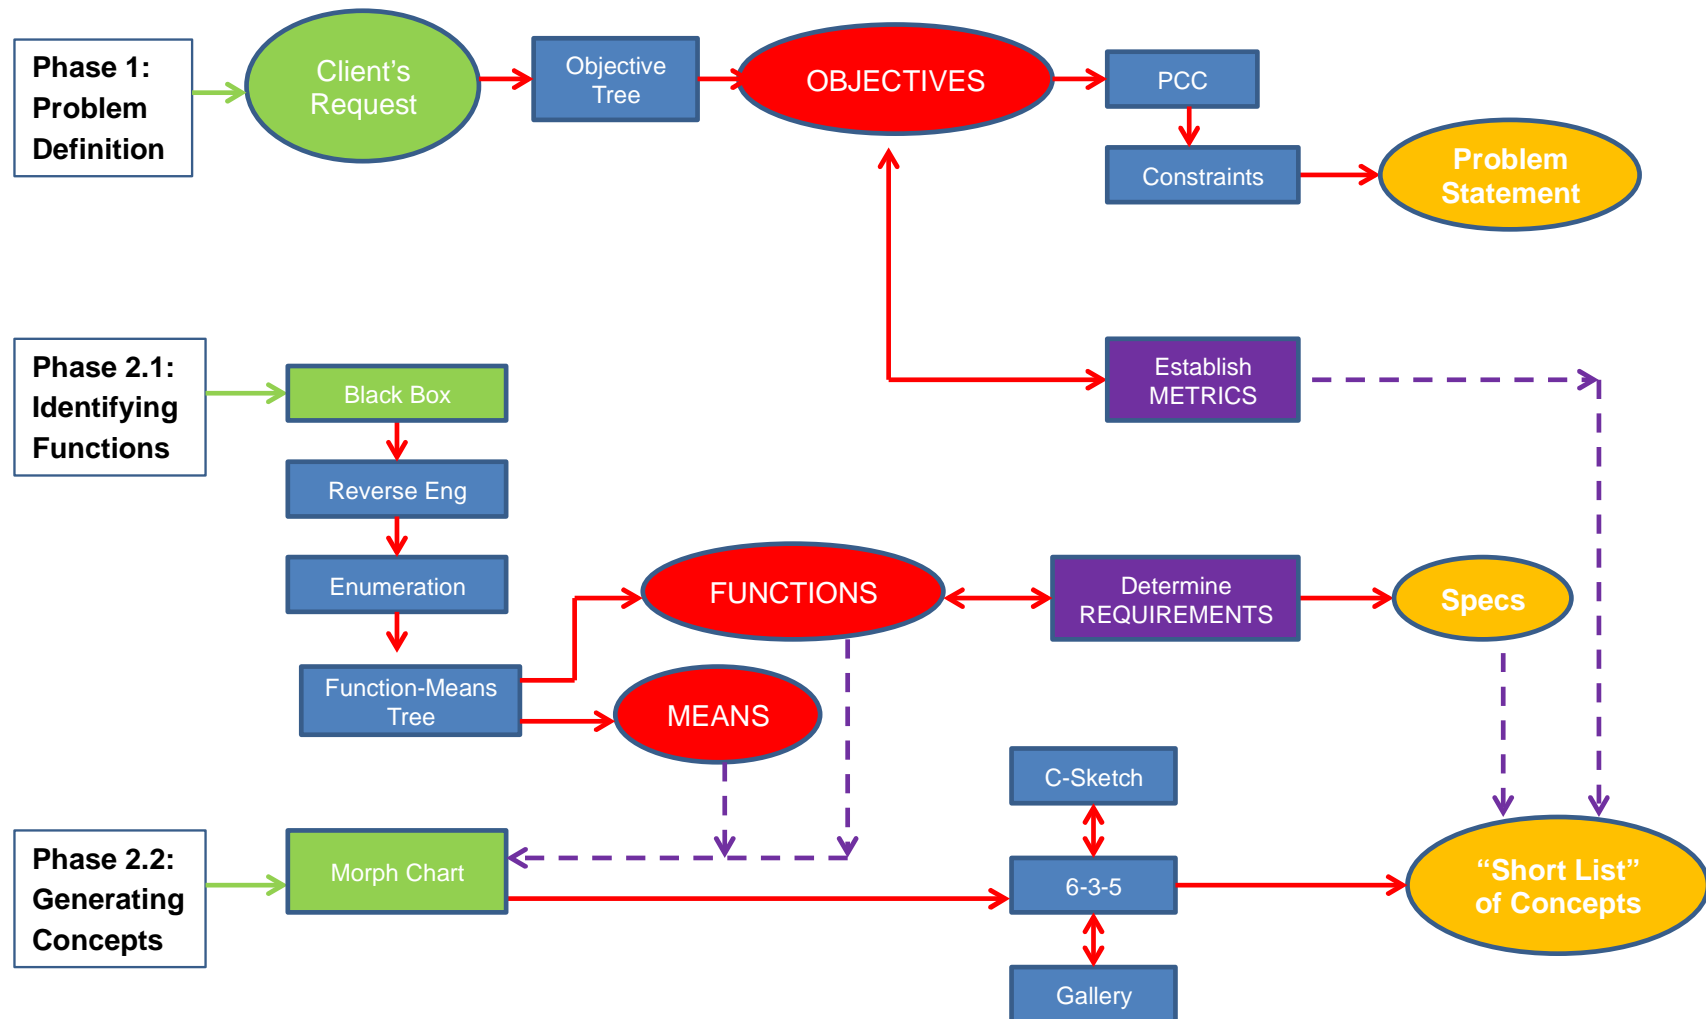 Phase 1:
Problem
Definition
Client's
Request
Objective
Tree
OBJECTIVES
PCC
Constraints
Problem
Statement
Phase 2.1:
Identifying
Functions
Black Box
Establish
METRICS
Reverse Eng
Enumeration
FUNCTIONS
Determine
REQUIREMENTS
Specs
Function-Means
Tree
MEANS
C-Sketch
Phase 2.2:
Generating
Concepts
Morph Chart
6-3-5
“Short List”
of Concepts
Gallery